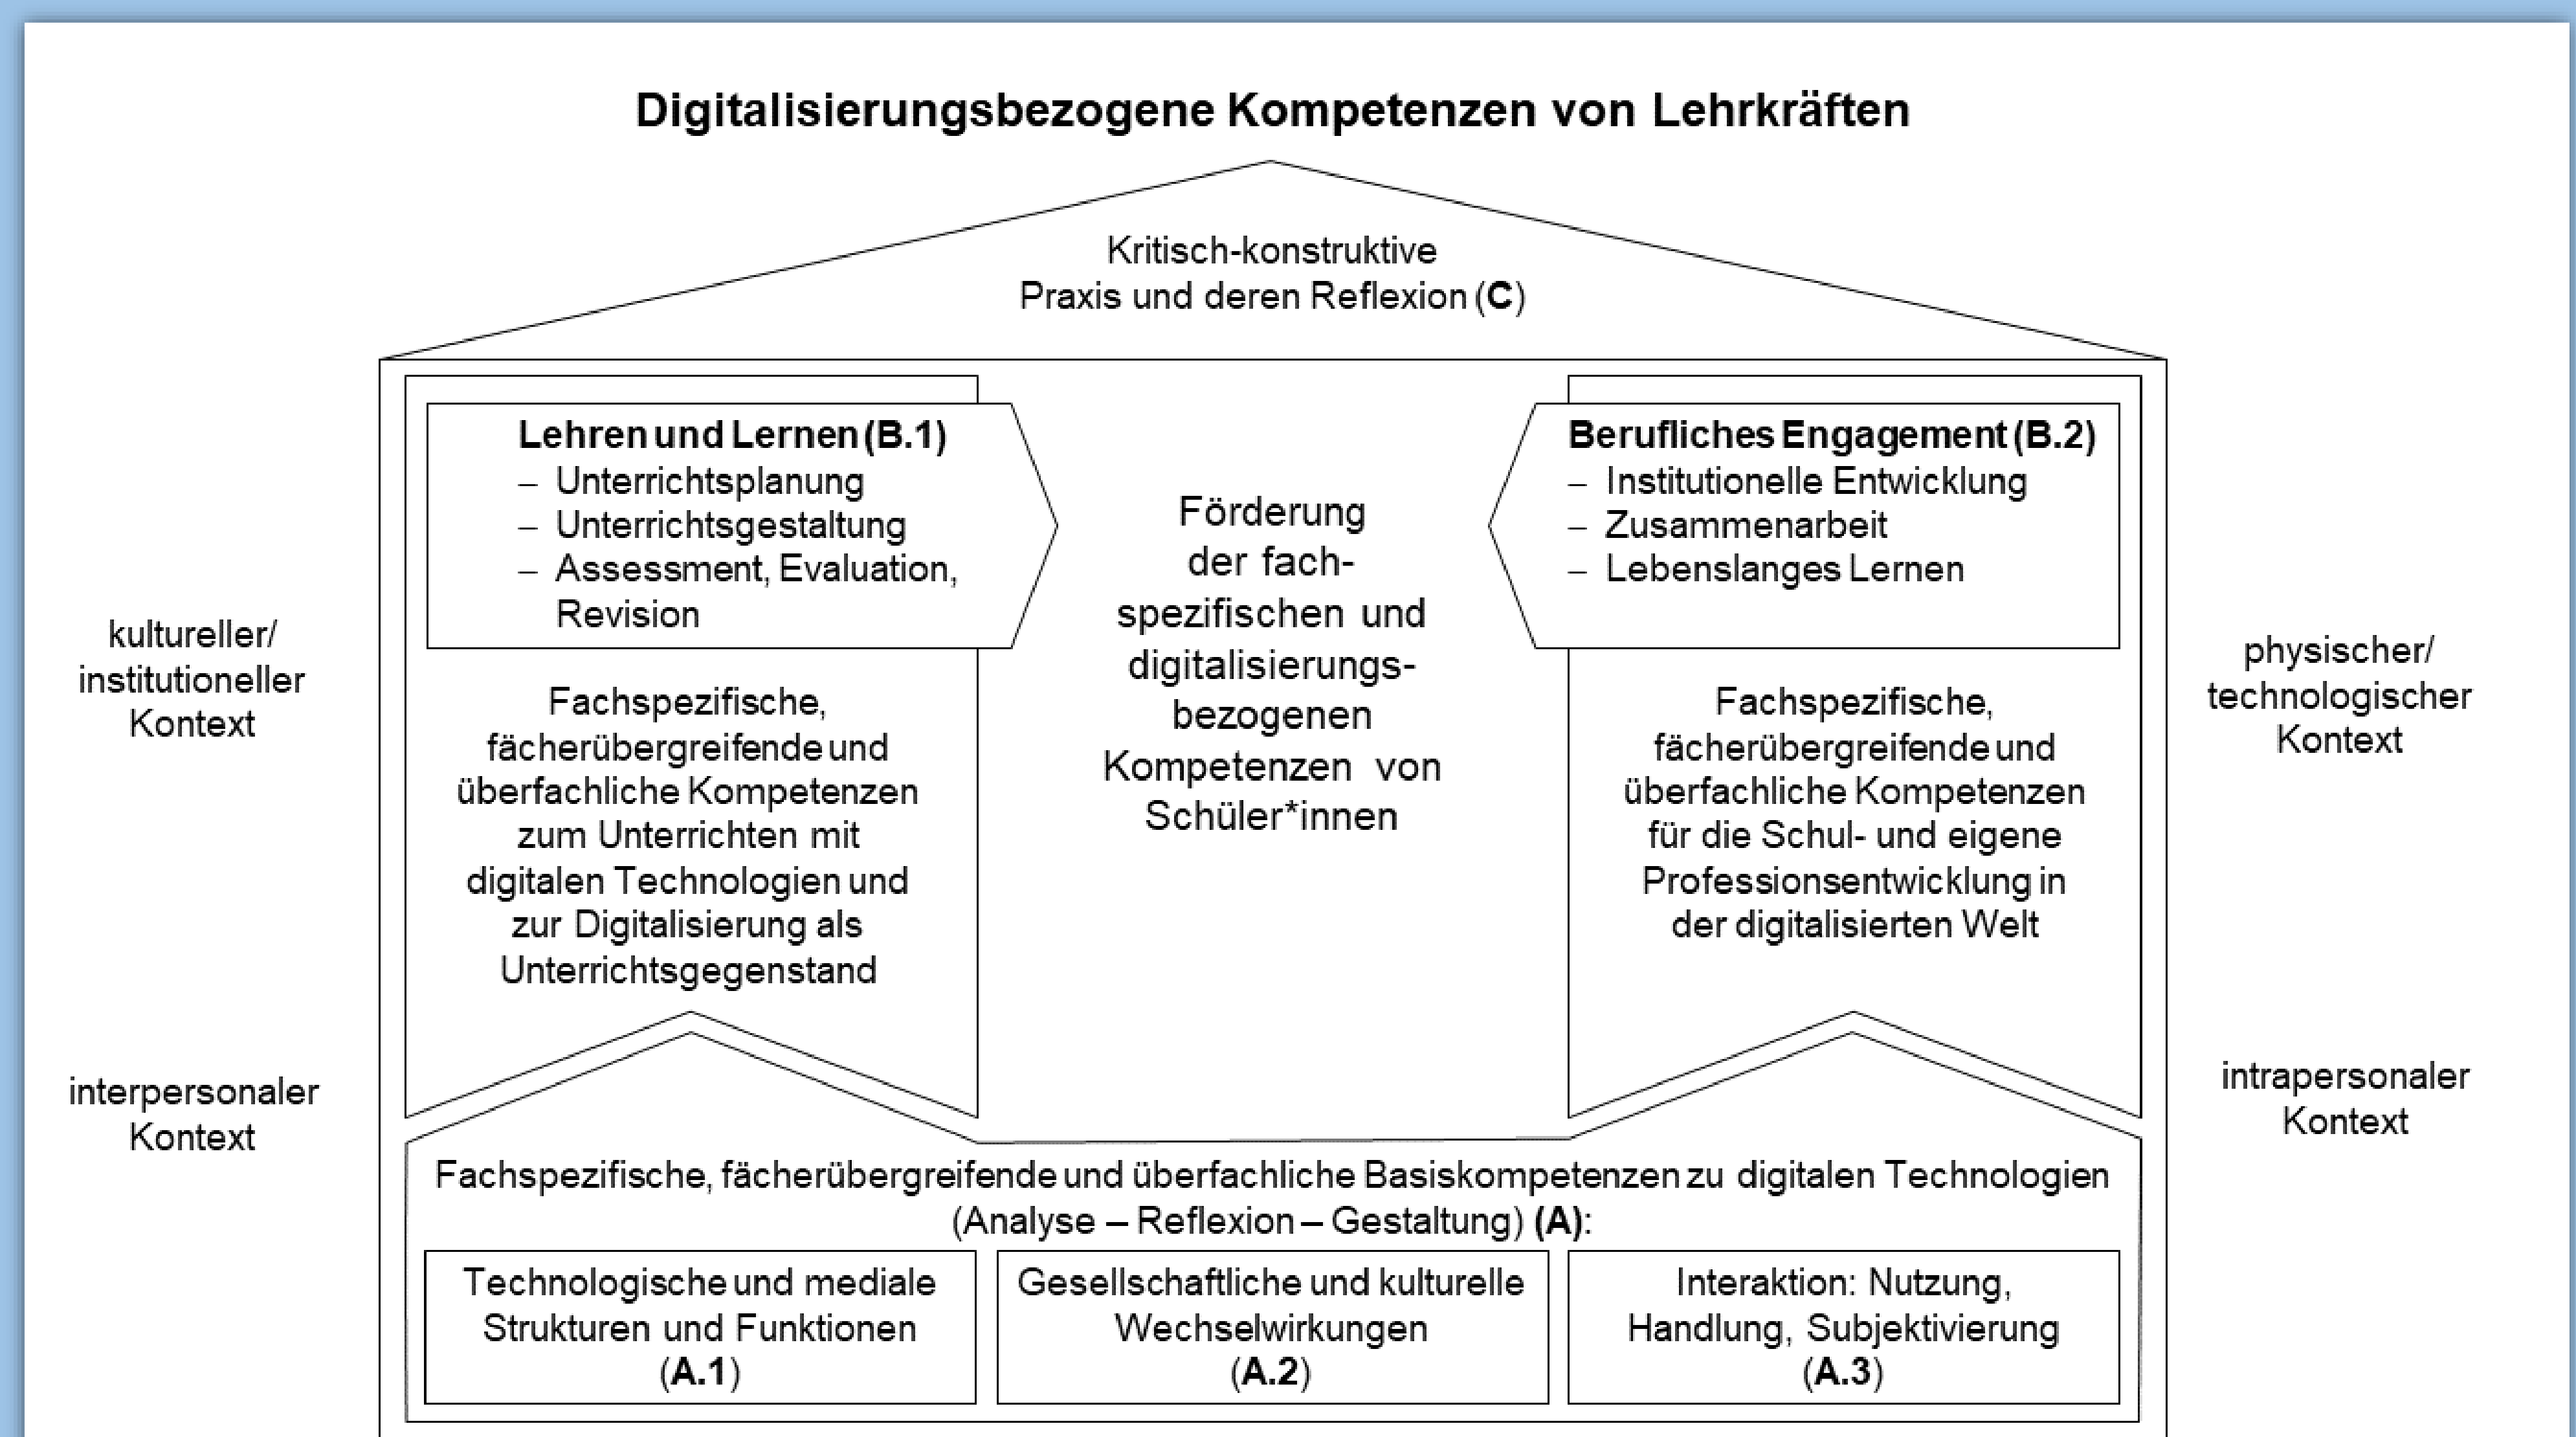 Digitalisierungsbezogene Kompetenzen von Lehrkräften
Kritisch-konstruktive
Praxis und deren Reflexion (C)
Lehren und Lernen (B.1)
– Unterrichtsplanung
– Unterrichtsgestaltung
– Assessment, Evaluation,
Revision
Fachspezifische,
fächerübergreifende und
überfachliche Kompetenzen
zum Unterrichten mit
digitalen Technologien und
zur Digitalisierung als
Unterrichtsgegenstand
Förderung
der fach-
spezifischen und
digitalisierungs-
bezogenen
Kompetenzen von
Schüler*innen
Berufliches Engagement (B.2)
– Institutionelle Entwicklung
– Zusammenarbeit
– Lebenslanges Lernen
Fachspezifische,
fächerübergreifende und
überfachliche Kompetenzen
für die Schul- und eigene
Professionsentwicklung in
der digitalisierten Welt
kultureller/
institutioneller
Kontext
physischer/
technologischer
Kontext
interpersonaler
Kontext
intrapersonaler
Kontext
Fachspezifische, fächerübergreifende und überfachliche Basiskompetenzen zu digitalen Technologien
(Analyse – Reflexion – Gestaltung) (A):
Technologische und mediale
Strukturen und Funktionen
(A.1)
Gesellschaftliche und kulturelle
Wechselwirkungen
(A.2)
Interaktion: Nutzung,
Handlung, Subjektivierung
(A.3)